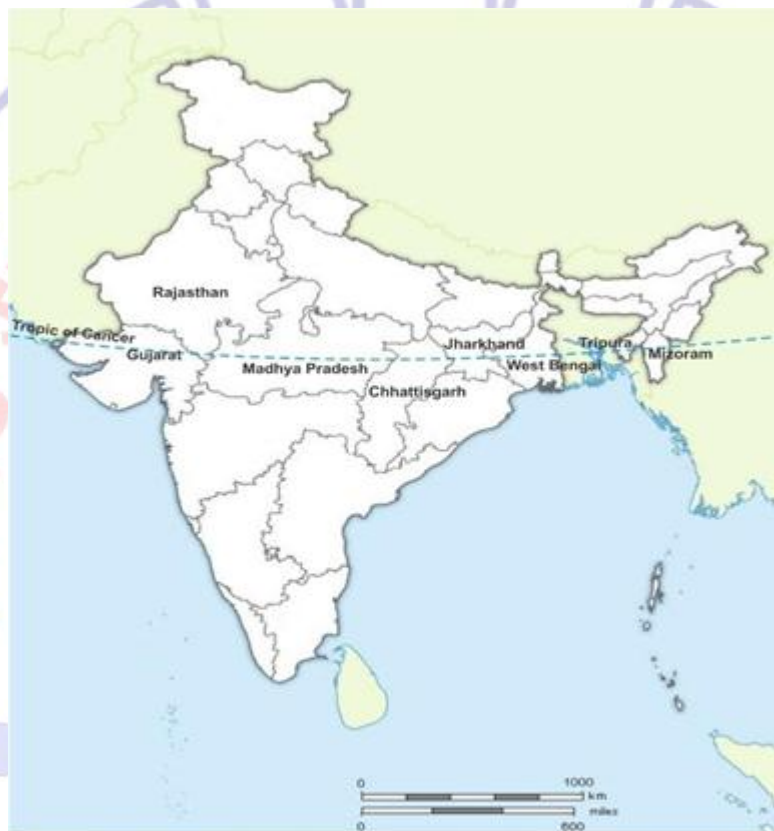 Rajasthan
Tropic of Cancer
Gujarat
Madhya Pradesh
Jharkhand
Chhattisgarh
West Bengal
Tripura
Mizoram
0 1000
km
miles
0 600